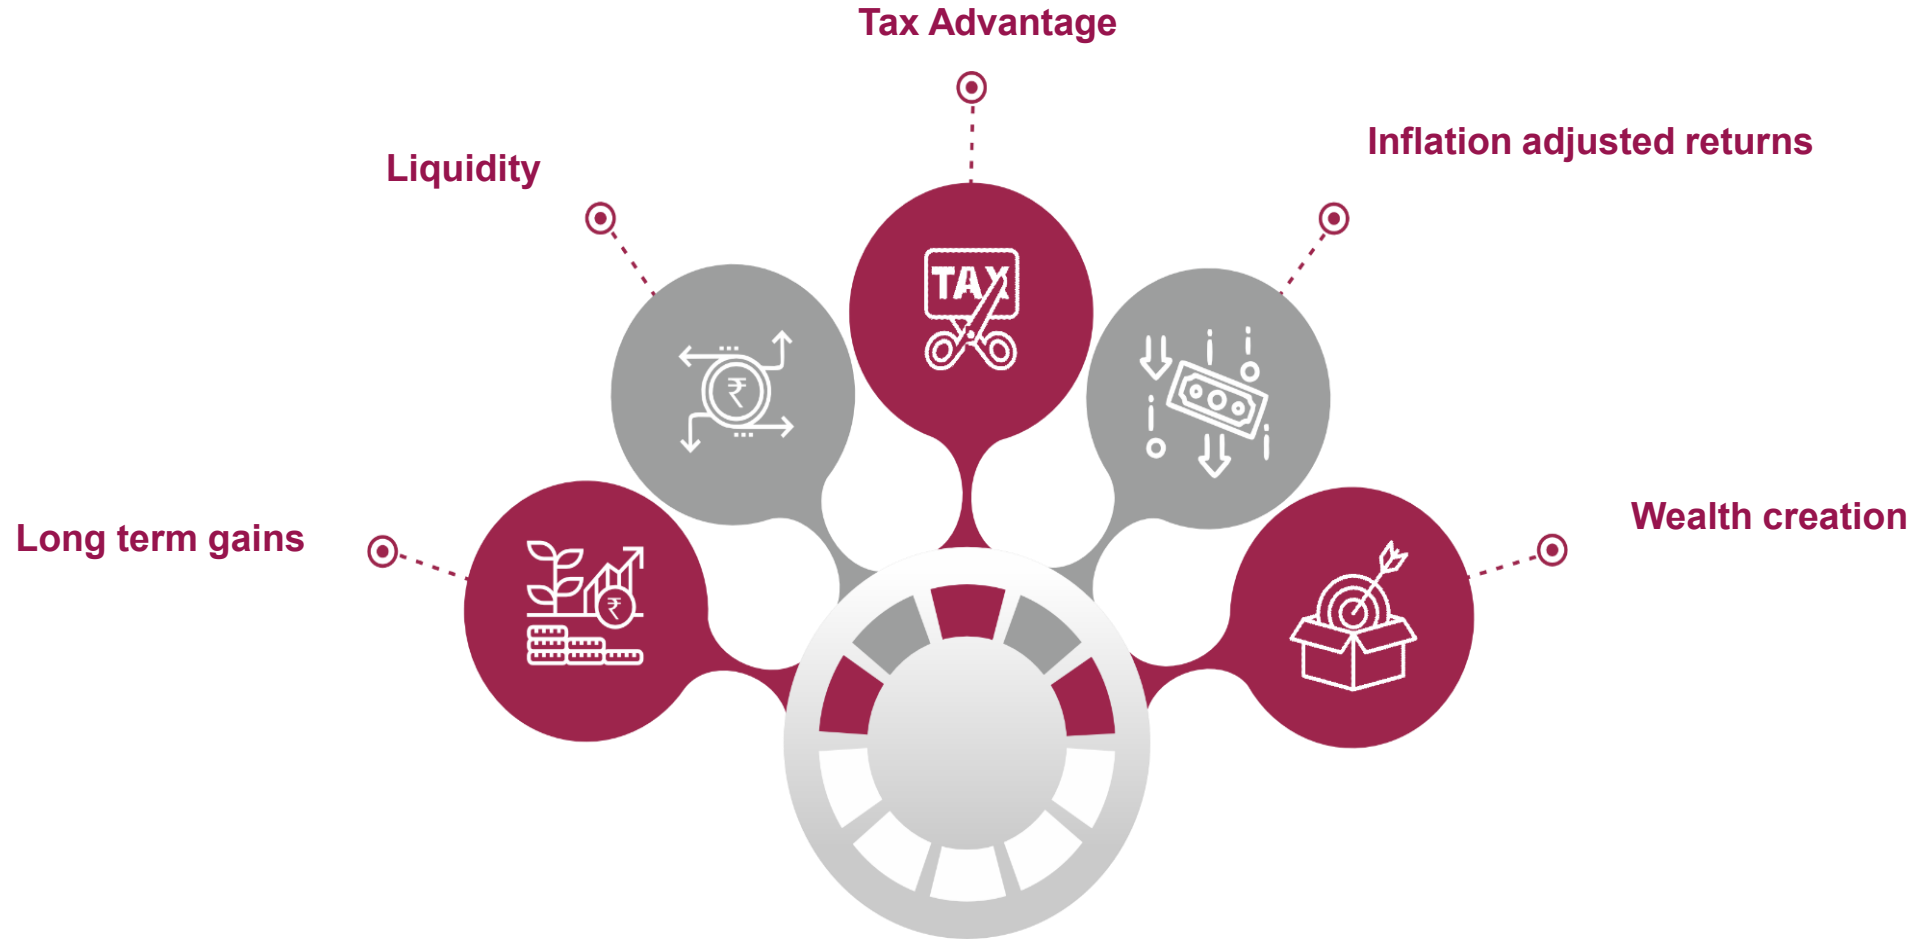 Tax Advantage
Inflation adjusted returns
Liquidity
TAX
₹
Wealth creation
Long term gains
₹